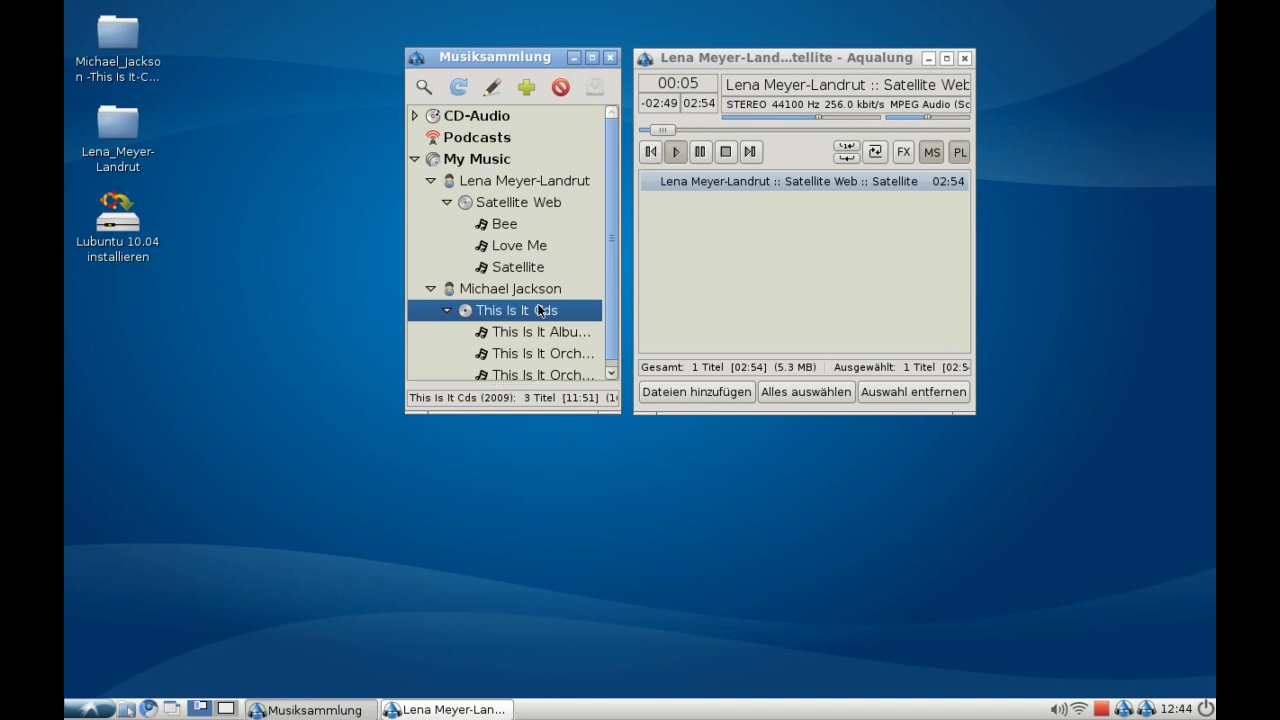 Michael_Jackso
n -This Is It-C...
Lena_Meyer-
Landrut
Lubuntu 10.04
installieren
Musiksammlung
CD-Audio
Podcasts
My Music
Lena Meyer-Landrut
Satellite Web
Bee
Love Me
Satellite
Michael Jackson
This Is It Cds
This Is It Albu...
This Is It Orch...
This Is It Orch...
This Is It Cds (2009): 3 Titel [11:51] (1
Lena Meyer-Land...tellite - Aqualung
00:05
Lena Meyer-Landrut :: Satellite Web
-02:49 02:54
STEREO 44100 Hz 256.0 kbit/s MPEG Audio (Sc
FX MS PL
Lena Meyer-Landrut :: Satellite Web :: Satellite 02:54
Gesamt: 1 Titel [02:54] (5.3 MB) Ausgewählt: 1 Titel [02:5
Dateien hinzufügen Alles auswählen Auswahl entfernen
Musiksammlung
Lena Meyer-Lan...
12:44